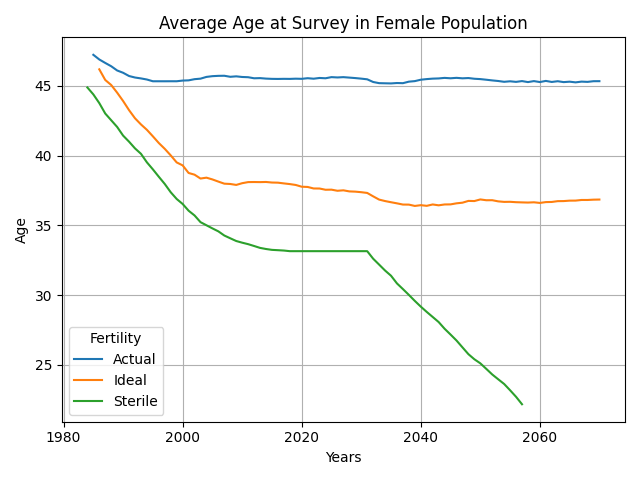 Average Age at Survey in Female Population
45
40
35
30
25
Age
Fertility
Actual
Ideal
Sterile
1980
2000
2020
2040
2060
Years